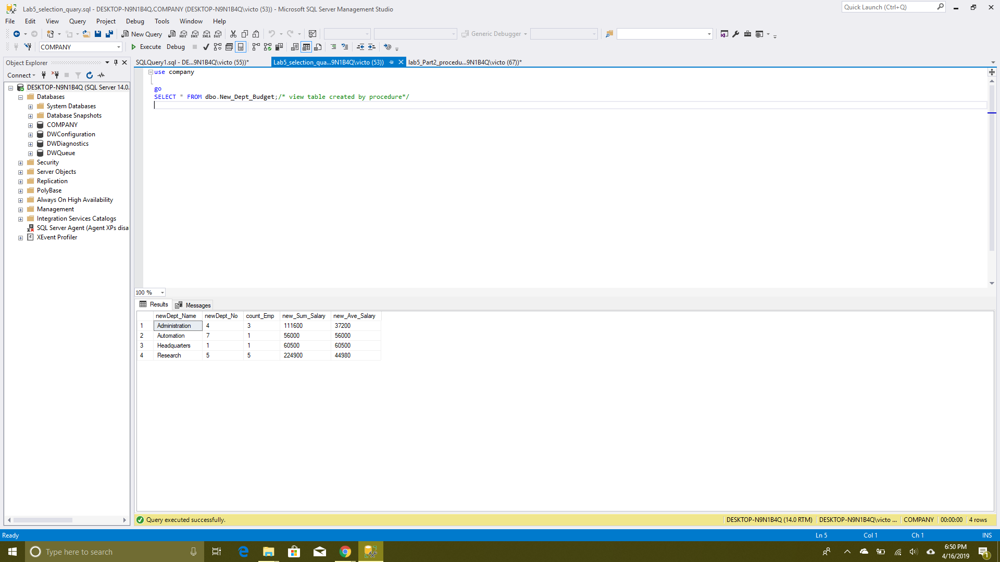 Lab5_selection_quary.sql - DESKTOP-N9N1B4Q.COMPANY (DESKTOP-N9N1B4Q\victo (53)) - Microsoft SQL Server Management Studio
Quick Launch (Ctrl+Q)
File Edit View Query Project Debug Tools Window Help
New Query MDX DMX XMLA DAX Generic Debugger
COMPANY Execute Debug
Object Explorer
SQLQuery1.sql - DE...9N1B4Q\victo (55))* Lab5_selection_qua...9N1B4Q\victo (53)) lab5_Part2_procedu...9N1B4Q\victo (67))*
Connect
DESKTOP-N9N1B4Q (SQL Server 14.0.
Databases
System Databases
Database Snapshots
COMPANY
DWConfiguration
DWDiagnostics
DWQueue
Security
Server Objects
Replication
PolyBase
Always On High Availability
Management
Integration Services Catalogs
SQL Server Agent (Agent XPs disa
XEvent Profiler
use company
go
SELECT * FROM dbo.New_Dept_Budget;/* view table created by procedure*/
100 %
Results Messages
newDept_Name newDept_No count_Emp new_Sum_Salary new_Ave_Salary
1 Administration 4 3 111600 37200
2 Automation 7 1 56000 56000
3 Headquarters 1 1 60500 60500
4 Research 5 5 224900 44980
Query executed successfully. DESKTOP-N9N1B4Q (14.0 RTM) DESKTOP-N9N1B4Q\victo ... COMPANY 00:00:00 4 rows
Ready Ln 5 Col 1 Ch 1 INS
Type here to search
6:50 PM
4/16/2019
1